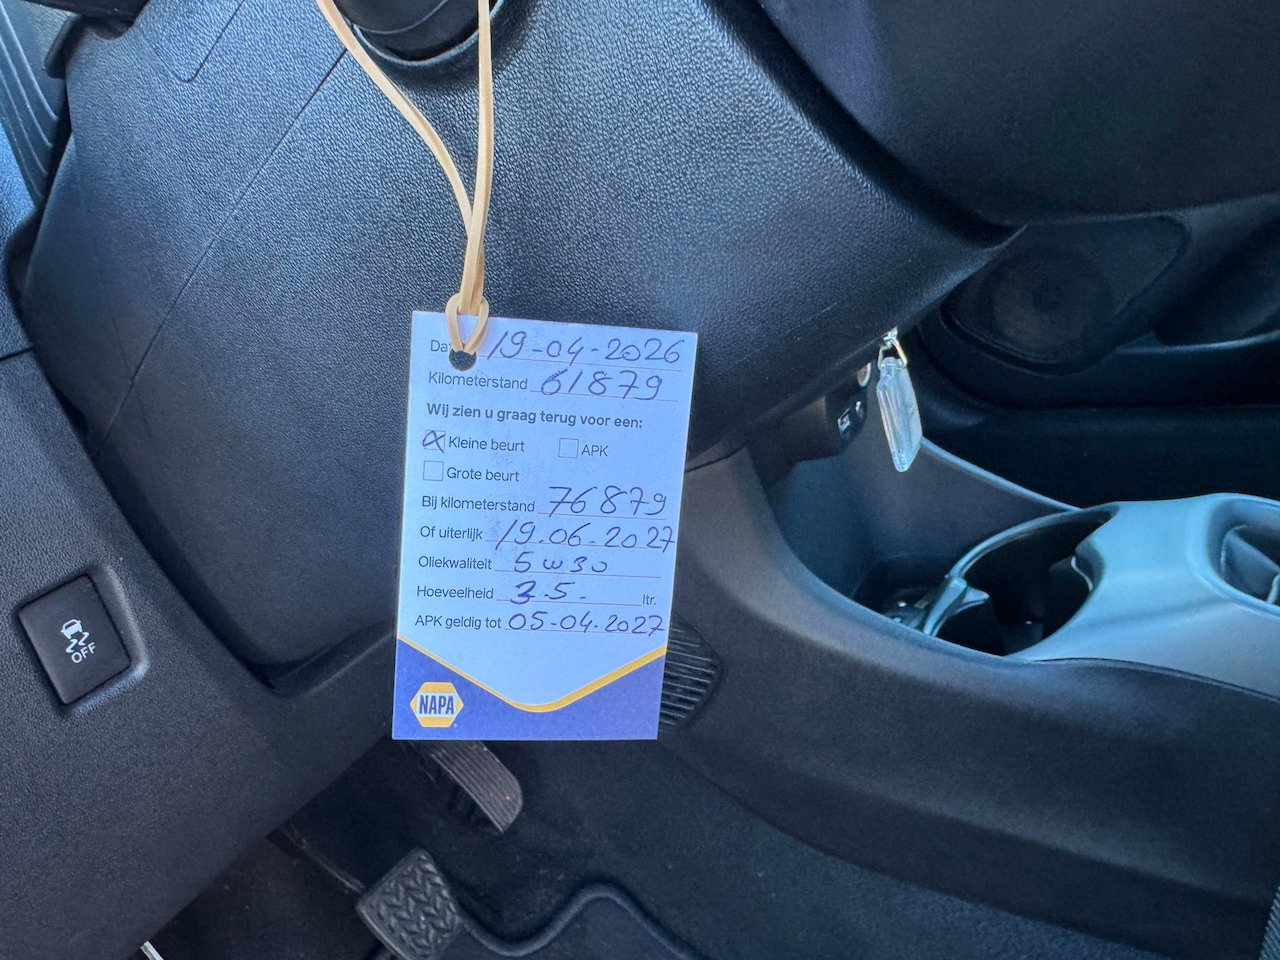 Da 19-04-2026
Kilometerstand 61879
Wij zien u graag terug voor een:
Kleine beurt APK
Grote beurt
Bij kilometerstand 76879
Of uiterlijk 19.06-2027
Oliekwaliteit 5w30
Hoeveelheid 3.5. ltr.
APK geldig tot 05-04-2027
NAPA
OFF